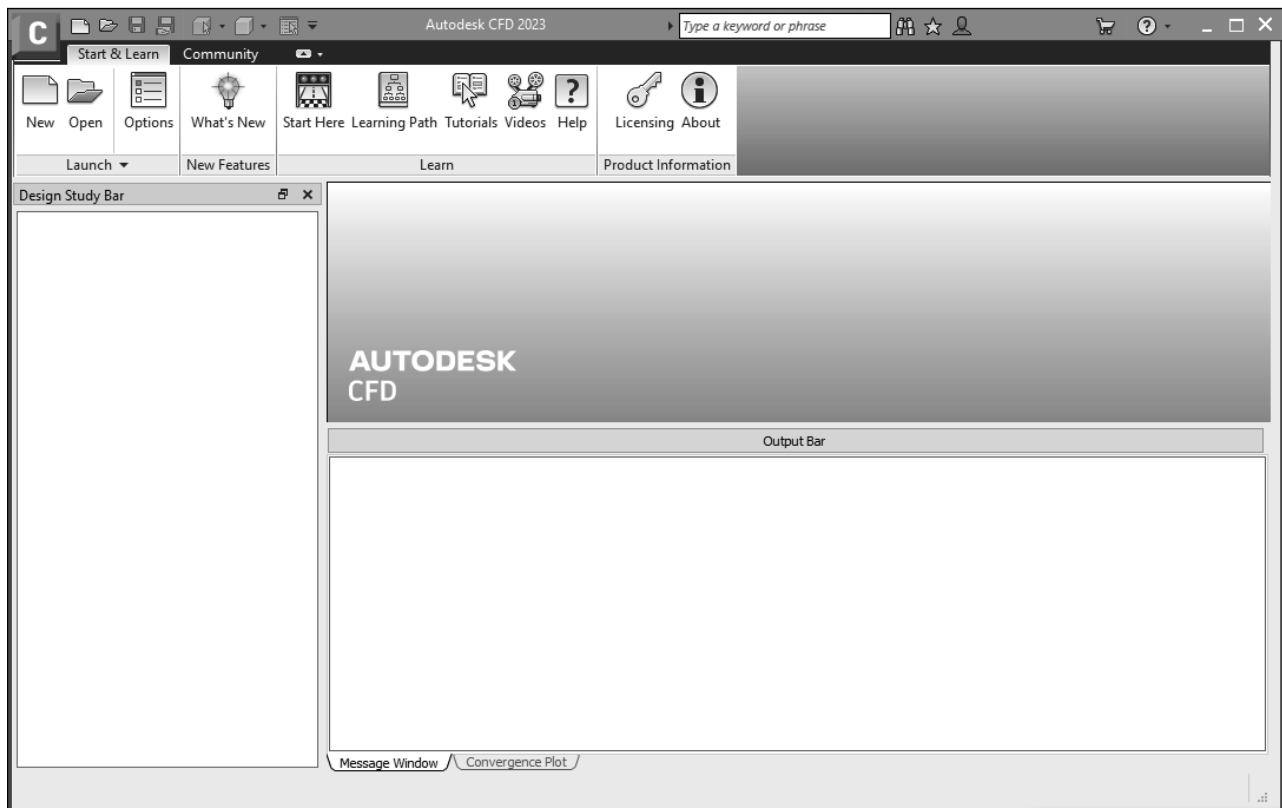 C
Autodesk CFD 2023
Type a keyword or phrase
Start & Learn Community
New Open Options What's New Start Here Learning Path Tutorials Videos Help Licensing About
Launch New Features Learn Product Information
Design Study Bar
AUTODESK
CFD
Output Bar
Message Window Convergence Plot